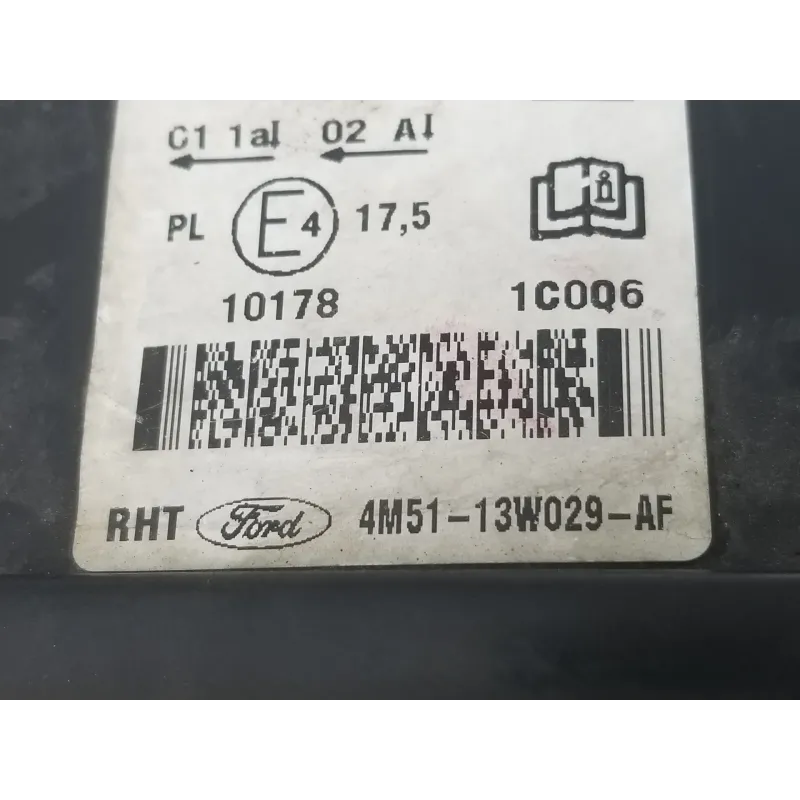 C1 1a↓ 02 A↓
PL E4 17,5
10178 1C0Q6
RHT Ford 4M51-13W029-AF